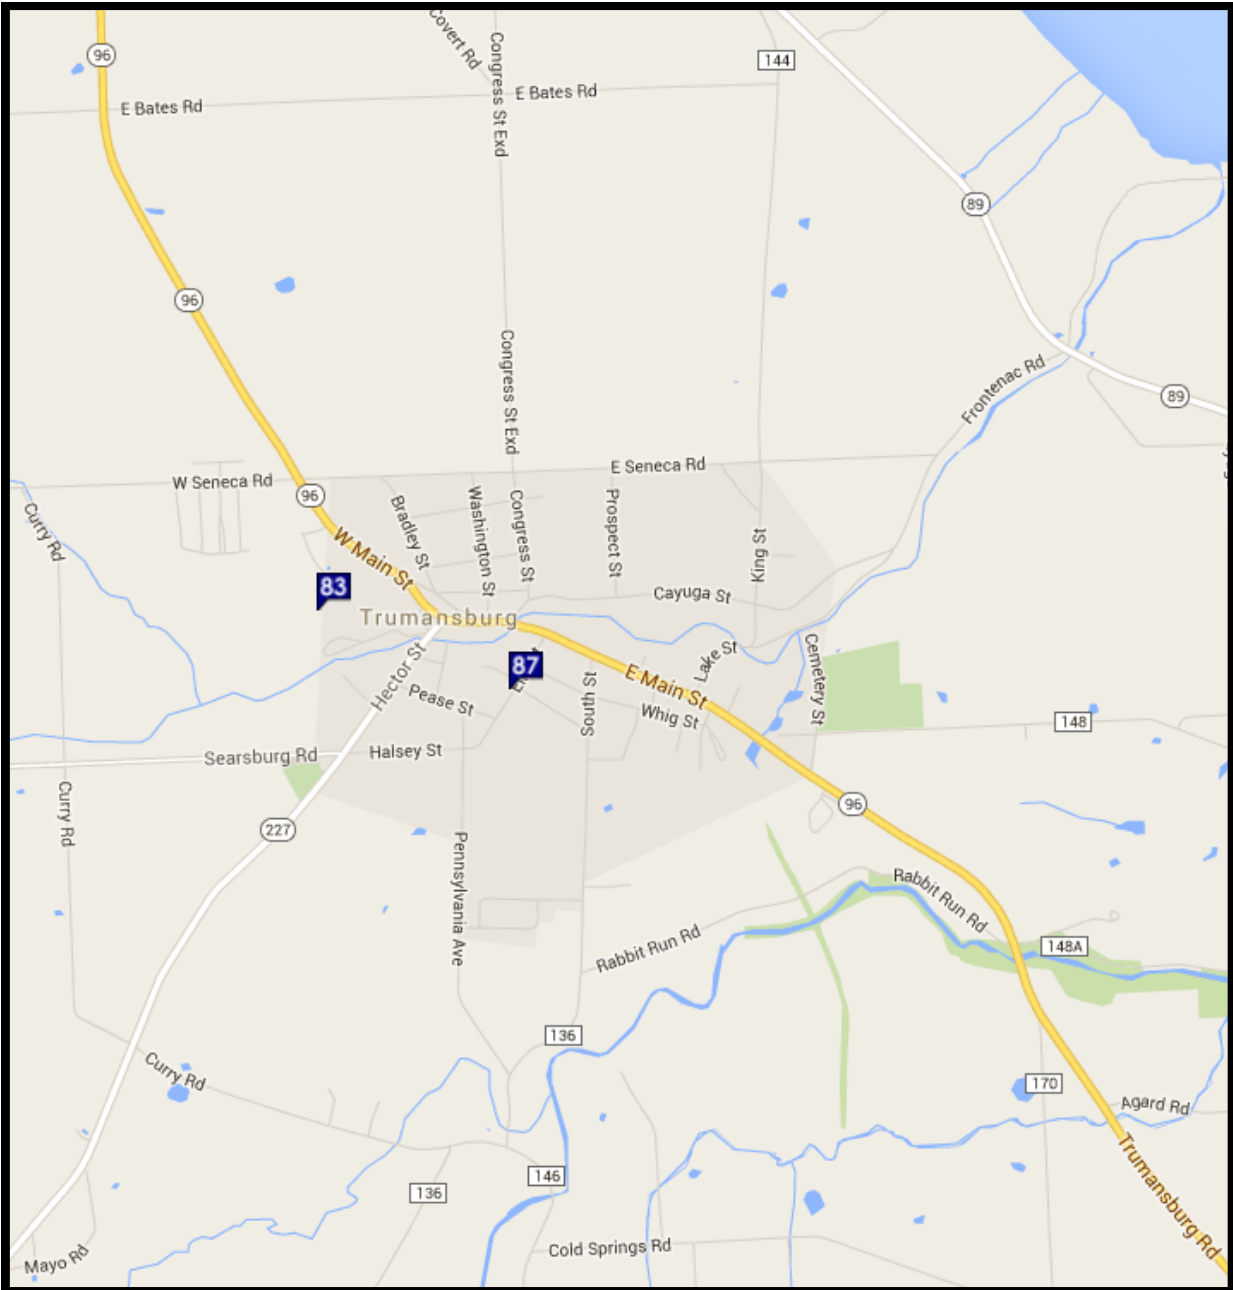 Covert Rd
Congress St Exd
96
144
E Bates Rd
E Bates Rd
89
96
Congress St Exd
Frontenac Rd
89
E Seneca Rd
W Seneca Rd
96
Curry Rd
Bradley St
Washington St
Congress St
Prospect St
King St
W Main St
83
Cayuga St
Trumansburg
Hector St
87
Lake St
Cemetery St
E Main St
South St
Pease St
Whig St
148
Searsburg Rd
Halsey St
Curry Rd
96
227
Pennsylvania Ave
Rabbit Run Rd
Rabbit Run Rd
148A
136
Curry Rd
170
Agard Rd
146
136
Trumansburg Rd
Cold Springs Rd
Mayo Rd